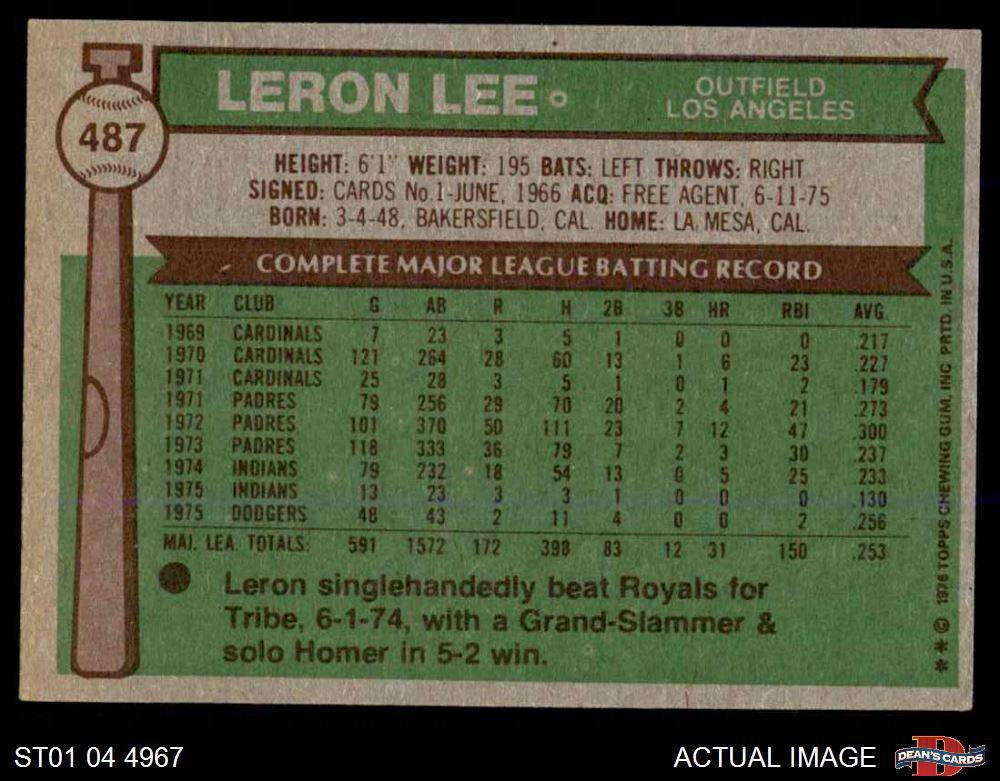 487
LERON LEE
OUTFIELD
LOS ANGELES
HEIGHT: 6'1" WEIGHT: 195 BATS: LEFT THROWS: RIGHT
SIGNED: CARDS No.1-JUNE, 1966 ACQ: FREE AGENT, 6-11-75
BORN: 3-4-48, BAKERSFIELD, CAL. HOME: LA MESA, CAL.
COMPLETE MAJOR LEAGUE BATTING RECORD
YEAR CLUB G AB R H 2B 3B HR RBI AVG.
1969 CARDINALS 7 23 3 5 1 0 0 0 .217
1970 CARDINALS 121 264 28 60 13 1 6 23 .227
1971 CARDINALS 25 28 3 5 1 0 1 2 .179
1971 PADRES 79 256 29 70 20 2 4 21 .273
1972 PADRES 101 370 50 111 23 7 12 47 .300
1973 PADRES 118 333 36 79 7 2 3 30 .237
1974 INDIANS 79 232 18 54 13 0 5 25 .233
1975 INDIANS 13 23 3 3 1 0 0 0 .130
1975 DODGERS 48 43 2 11 4 0 0 2 .256
MAJ. LEA. TOTALS: 591 1572 172 398 83 12 31 150 .253
Leron singlehandedly beat Royals for
Tribe, 6-1-74, with a Grand-Slammer &
solo Homer in 5-2 win.
** © 1976 TOPPS CHEWING GUM, INC. PRTD. IN U.S.A.
ST01 04 4967
ACTUAL IMAGE
D
DEAN'S CARDS